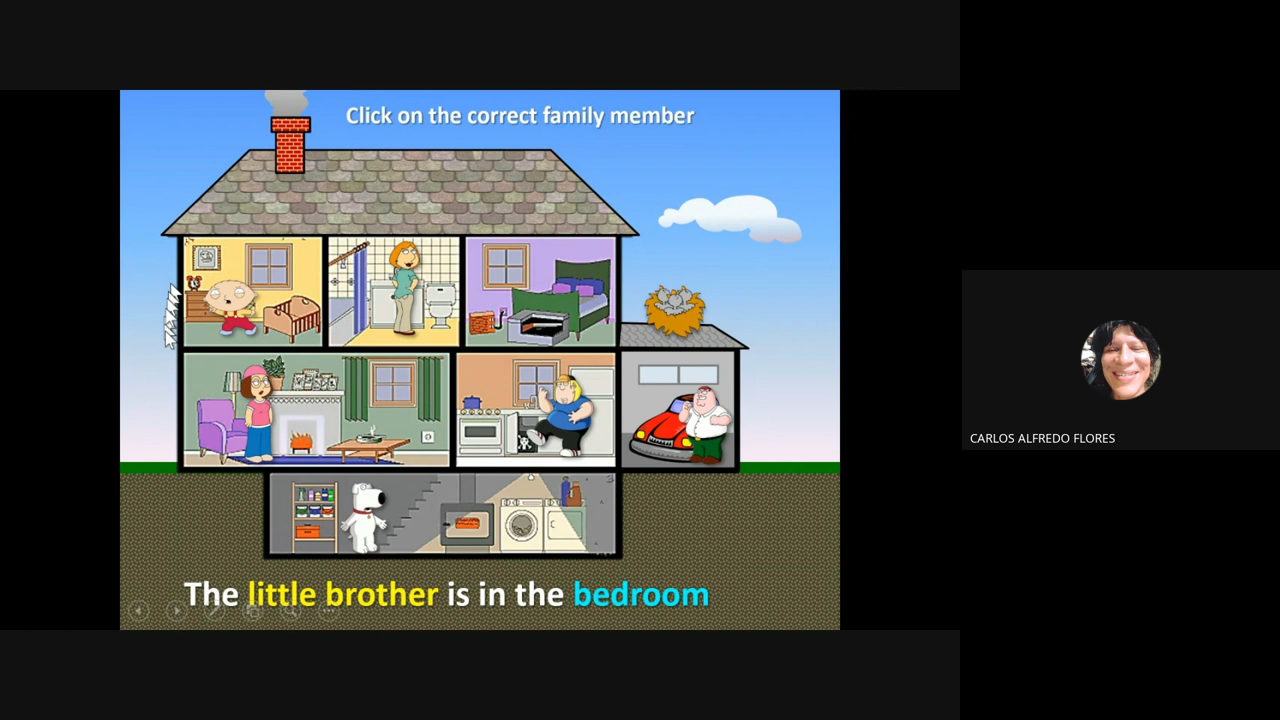 Click on the correct family member
The little brother is in the bedroom
CARLOS ALFREDO FLORES